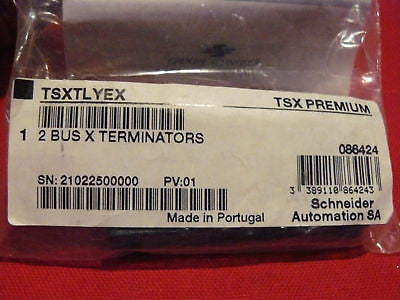 TSXTLYEX
TSX PREMIUM
1 2 BUS X TERMINATORS
086424
SN: 21022500000 PV:01
3 389110 864243
Made in Portugal
Schneider
Automation SA